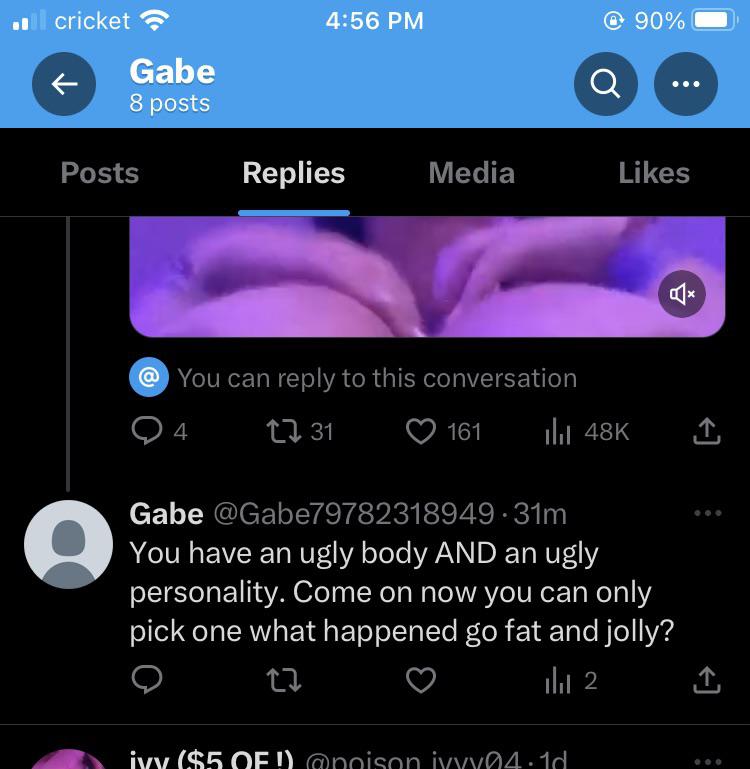 cricket 4:56 PM 90%
Gabe
8 posts
Posts Replies Media Likes
@ You can reply to this conversation
4 31 161 48K
Gabe @Gabe79782318949 · 31m
You have an ugly body AND an ugly
personality. Come on now you can only
pick one what happened go fat and jolly?
2
ivy ($5 OF!) @poison_ivyy04 · 1d